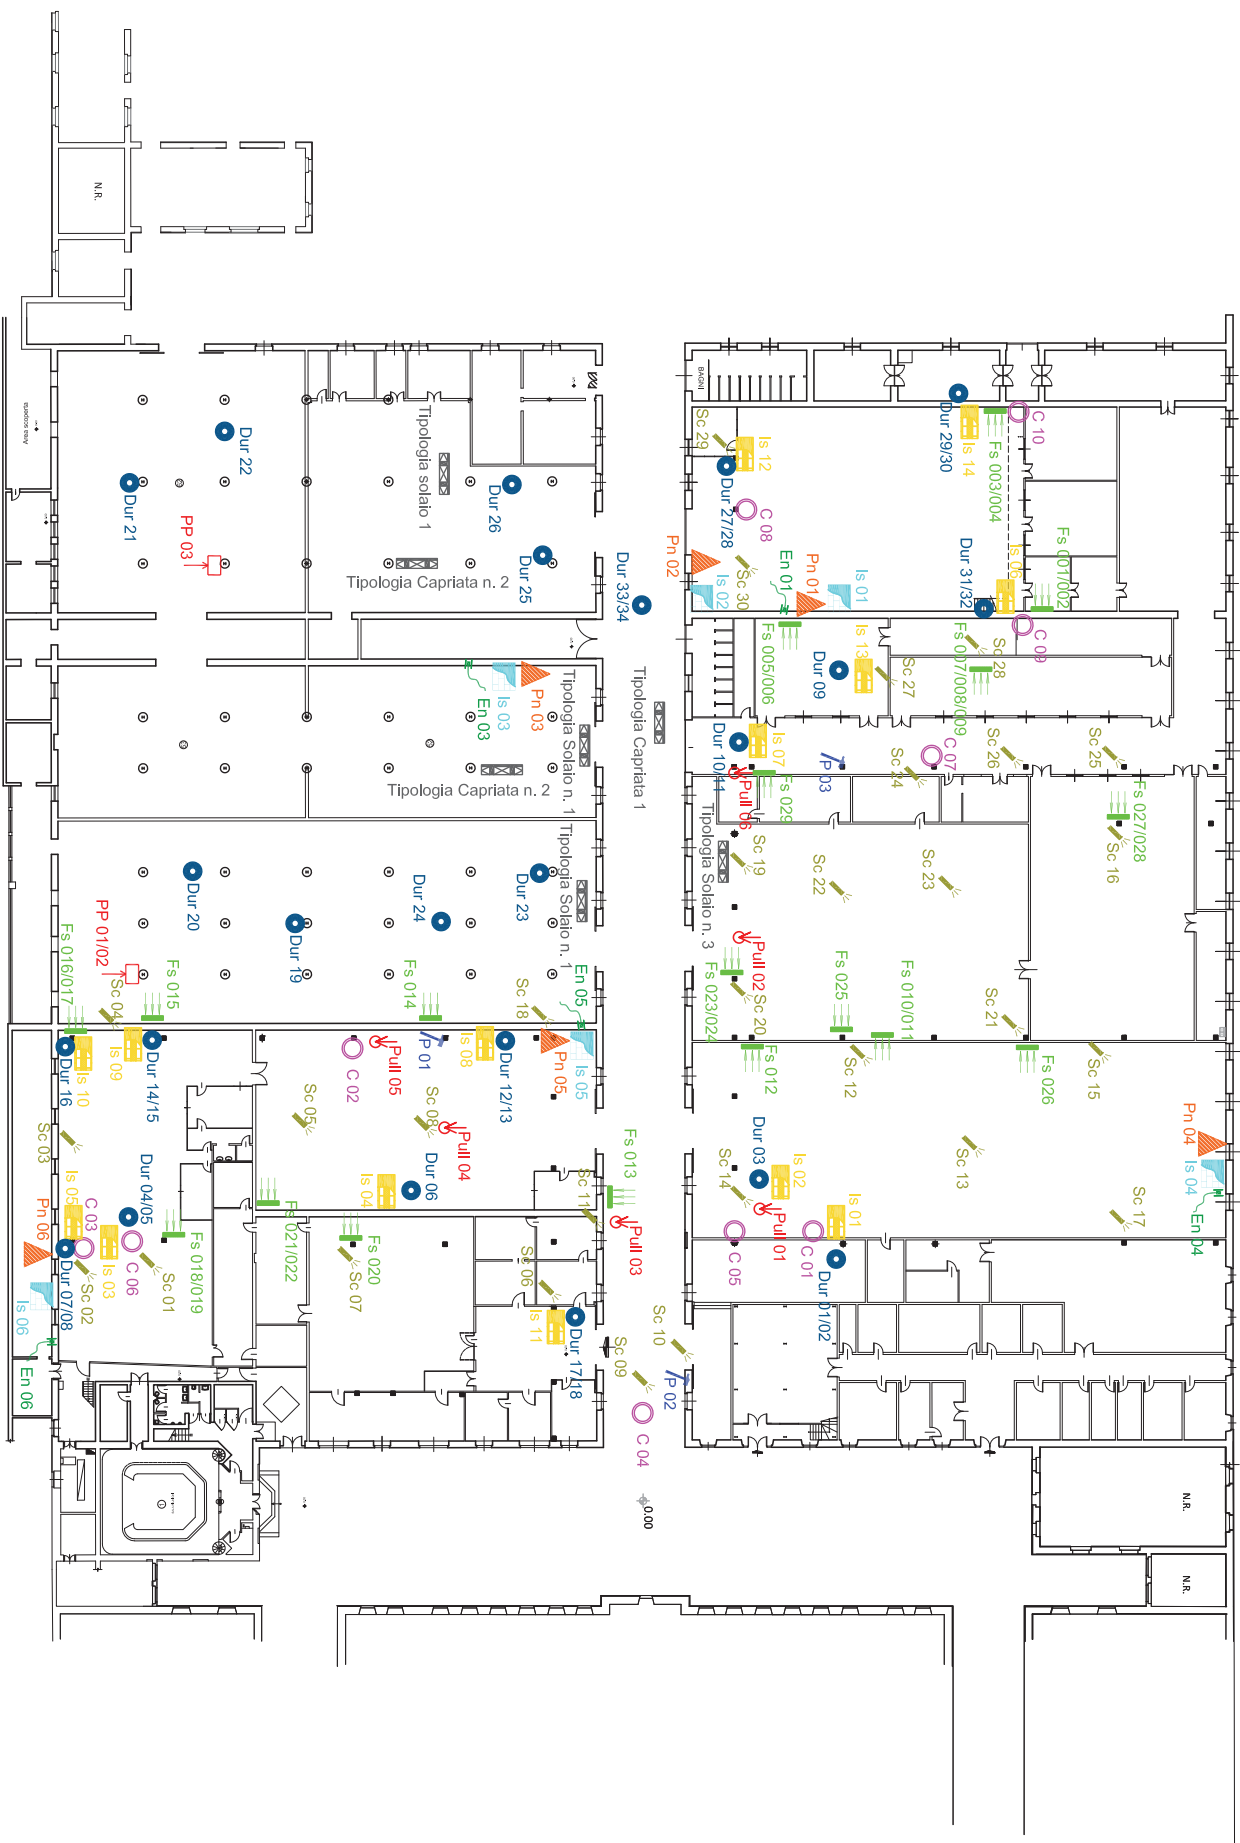 N.R.
Area scoperta
BAGNI
Tipologia solaio 1
Dur 22
Dur 21
PP 03
Dur 26
Dur 25
Tipologia Capriata n. 2
Dur 33/34
Sc 29
Is 12
Dur 27/28
C 08
Dur 29/30
Is 14
Fs 003/004
C 10
Pn 02
Is 02
Sc 30
En 01
Pn 01
Is 01
Dur 31/32
Is 06
Fs 001/002
C 09
Fs 005/006
Dur 09
Is 13
Sc 27
Fs 007/008/009
Sc 28
En 03
Is 03
Pn 03
Tipologia Solaio n. 1
Tipologia Capriata 1
Tipologia Capriata n. 2
Dur 10/11
Is 07
P 03
Sc 24
C 07
Sc 26
Sc 25
Pull 06
Fs 029
Fs 027/028
Sc 16
Tipologia Solaio n. 1
Tipologia Solaio n. 3
Sc 19
Sc 22
Sc 23
Dur 20
Dur 19
Dur 24
Dur 23
PP 01/02
Fs 016/017
Sc 04
Fs 015
Fs 014
Sc 18
En 05
Pull 02
Fs 023/024
Sc 20
Fs 025
Fs 010/011
Sc 21
Dur 16
Is 10
Is 09
Dur 14/15
C 02
Pull 05
P 01
Is 08
Dur 12/13
Pn 05
Is 05
Fs 012
Sc 12
Fs 026
Sc 15
Sc 03
Sc 05
Sc 08
Pull 04
Pn 04
Is 04
En 04
Dur 04/05
Is 05
C 03
Pn 06
Dur 07/08
Is 03
C 06
Sc 02
Sc 01
Fs 018/019
Fs 021/022
Is 04
Dur 06
Fs 020
Sc 07
Fs 013
Sc 11
Pull 03
Sc 14
Dur 03
Is 02
Pull 01
Is 01
Sc 13
Sc 17
C 05
C 01
Dur 01/02
Is 06
En 06
Sc 06
Is 11
Dur 17/18
Sc 10
Sc 09
P 02
C 04
0.00
N.R.
N.R.